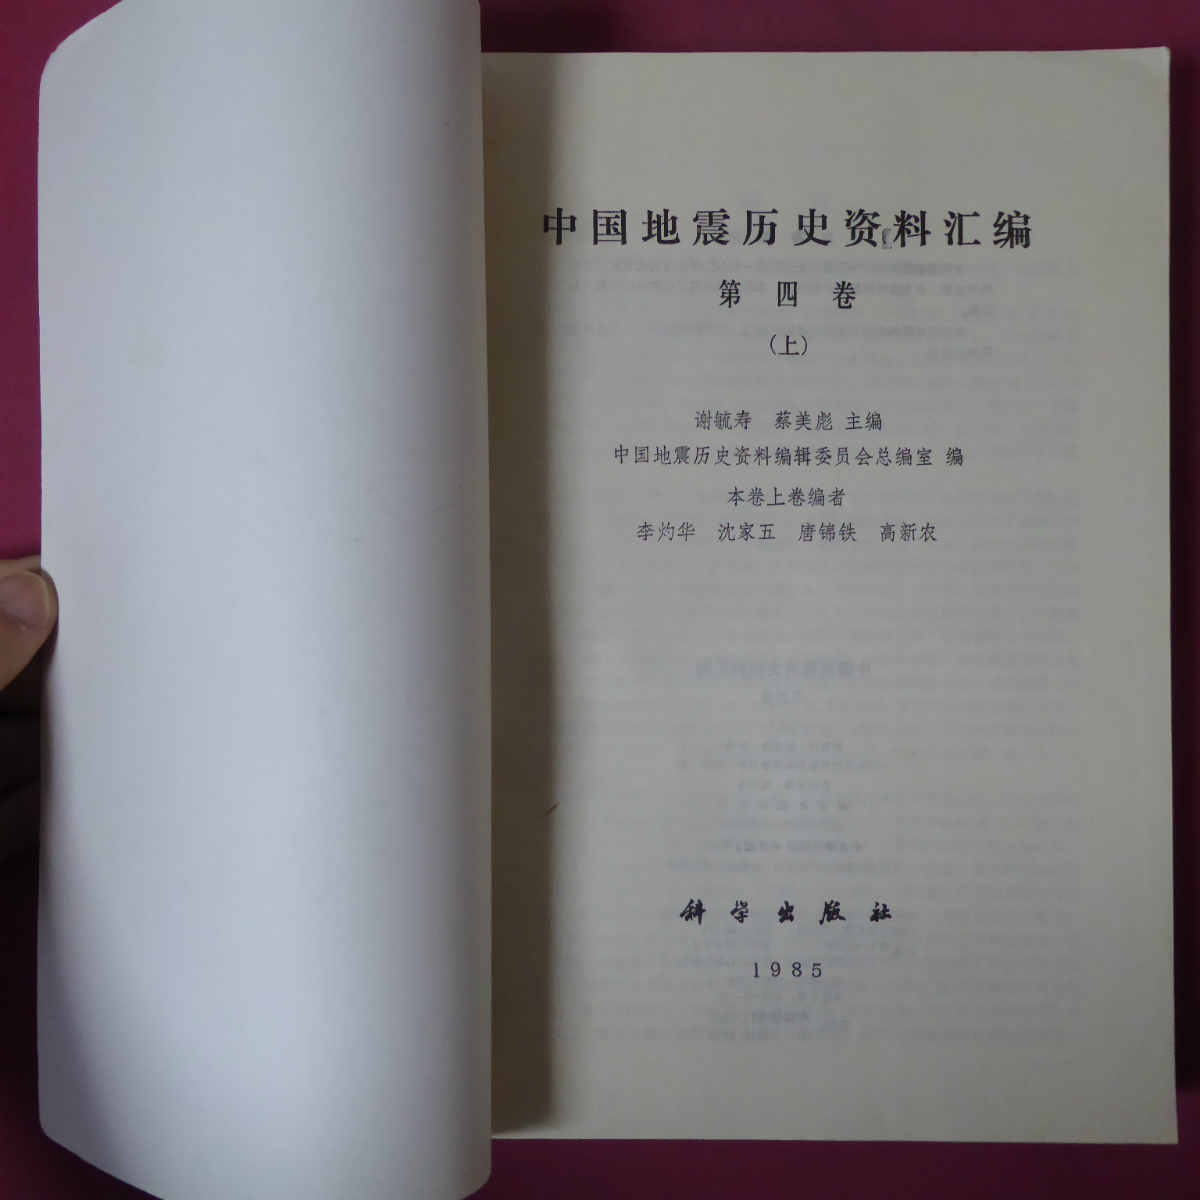 中国地震历史资料汇编
第四卷
(上)
谢毓寿 蔡美彪 主编
中国地震历史资料编辑委员会总编室 编
本卷上卷编者
李灼华 沈家五 唐锦铁 高新农
科学出版社
1985